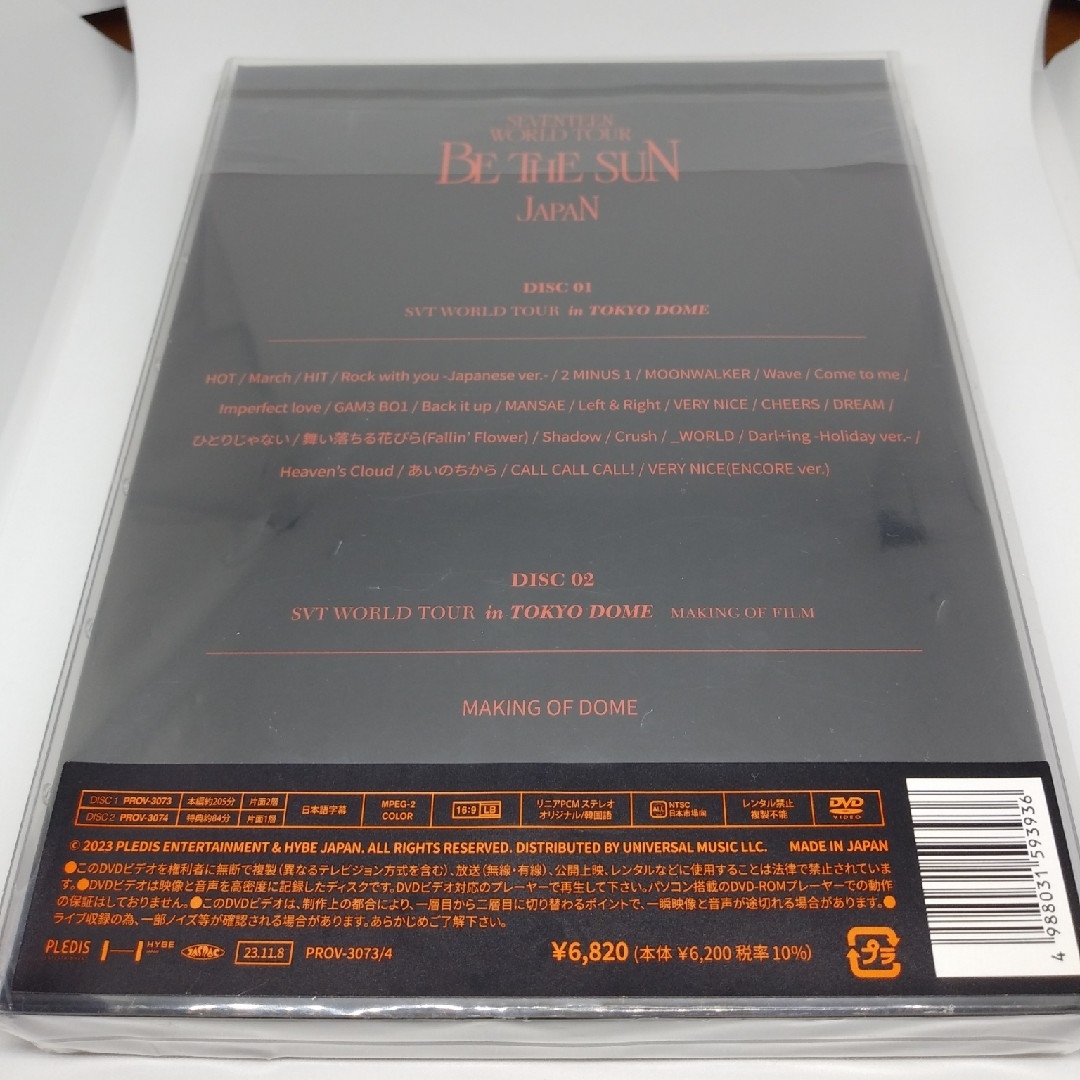 SEVENTEEN
WORLD TOUR
BE THE SUN
JAPAN
DISC 01
SVT WORLD TOUR in TOKYO DOME
HOT / March / HIT / Rock with you -Japanese ver.- / 2 MINUS 1 / MOONWALKER / Wave / Come to me /
Imperfect love / GAM3 BO1 / Back it up / MANSAE / Left & Right / VERY NICE / CHEERS / DREAM /
ひとりじゃない / 舞い落ちる花びら(Fallin' Flower) / Shadow / Crush / _WORLD / Darl+ing -Holiday ver.- /
Heaven's Cloud / あいのちから / CALL CALL CALL! / VERY NICE(ENCORE ver.)
DISC 02
SVT WORLD TOUR in TOKYO DOME MAKING OF FILM
MAKING OF DOME
DISC 1 PROV-3073 本編約205分 片面2層 日本語字幕 MPEG-2 COLOR 16:9 LB リニアPCM ステレオ オリジナル/韓国語 ALL NTSC 日本市場向 レンタル禁止 複製不能 DVD VIDEO
DISC 2 PROV-3074 特典約84分 片面1層
© 2023 PLEDIS ENTERTAINMENT & HYBE JAPAN. ALL RIGHTS RESERVED. DISTRIBUTED BY UNIVERSAL MUSIC LLC. MADE IN JAPAN
●このDVDビデオを権利者に無断で複製(異なるテレビジョン方式を含む)、放送(無線・有線)、公開上映、レンタルなどに使用することは法律で禁止されていま
す。●DVDビデオは映像と音声を高密度に記録したディスクです。DVDビデオ対応のプレーヤーで再生して下さい。パソコン搭載のDVD-ROMプレーヤーでの動作
の保証はしておりません。●このDVDビデオは、制作上の都合により、一層目から二層目に切り替わるポイントで、一瞬映像と音声が途切れる場合があります。●
ライブ収録の為、一部ノイズ等が確認される場合があります。あらかじめご了解下さい。
PLEDIS HYBE 23.11.8 PROV-3073/4 ¥6,820 (本体 ¥6,200 税率 10%) プラ
4 988031 593936